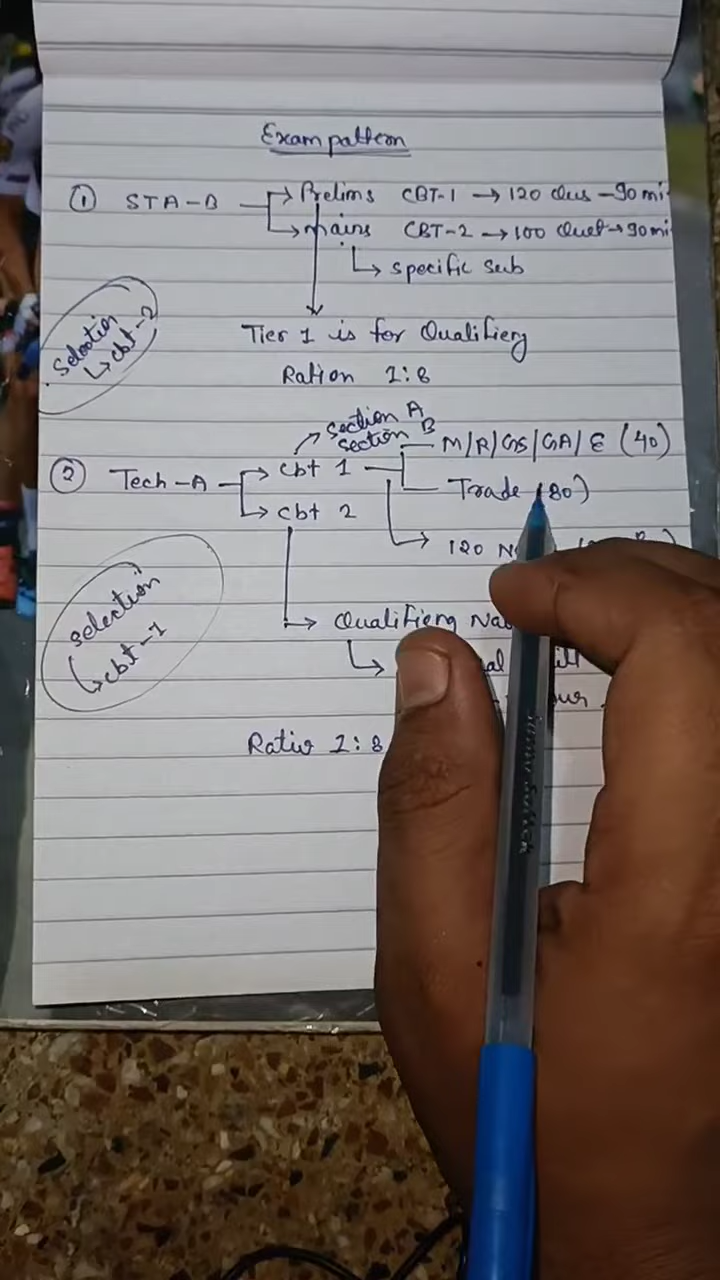 Exam pattern
① STA-B → Prelims CBT-1 → 120 Qus - 90 mi
→ mains CBT-2 → 100 Quet → 90 mi
↳ specific sub
selection
↳ cbt-2
Tier 1 is for Qualifieng
Ration 1:8
section A
section B
② Tech-A → cbt 1 M/R/GS/GA/E (40)
Trade (80)
→ cbt 2
→ 120
selection
↳ cbt-1
→ Qualifieng
Ratio 1:8